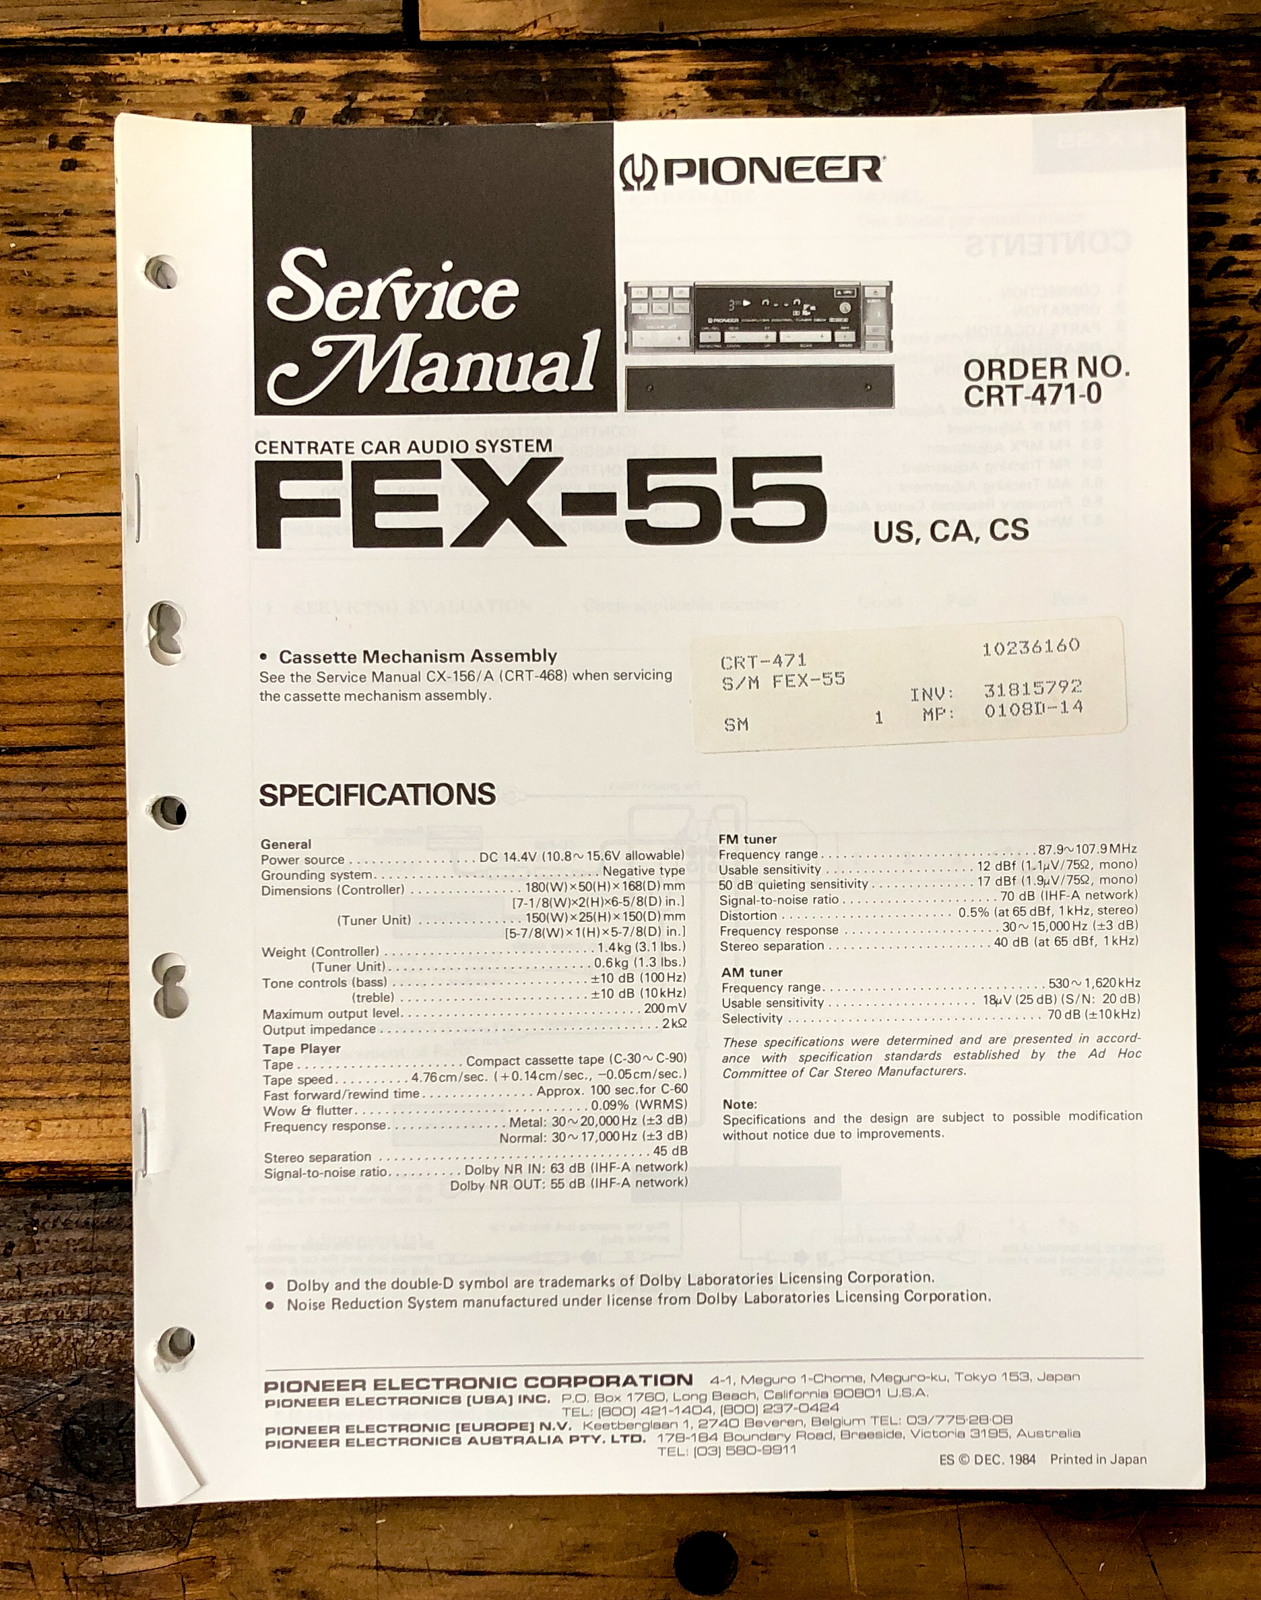 PIONEER
Service
Manual
PIONEER
ORDER NO.
CRT-471-0
CENTRATE CAR AUDIO SYSTEM
FEX-55 US, CA, CS
• Cassette Mechanism Assembly
See the Service Manual CX-156/A (CRT-468) when servicing
the cassette mechanism assembly.
CRT-471 10236160
S/M FEX-55
INV: 31815792
SM 1 MP: 0108D-14
SPECIFICATIONS
General
Power source . . . . . . . . . . . . . . . . DC 14.4V (10.8~15.6V allowable)
Grounding system. . . . . . . . . . . . . . . . . . . . . . . . . . . . Negative type
Dimensions (Controller) . . . . . . . . . . . . . . 180(W)×50(H)×168(D)mm
[7-1/8(W)×2(H)×6-5/8(D) in.]
(Tuner Unit) . . . . . . . . . . . . . 150(W)×25(H)×150(D)mm
[5-7/8(W)×1(H)×5-7/8(D) in.]
Weight (Controller) . . . . . . . . . . . . . . . . . . . . . . . . . . 1.4kg (3.1 lbs.)
(Tuner Unit) . . . . . . . . . . . . . . . . . . . . . . . . . 0.6kg (1.3 lbs.)
Tone controls (bass) . . . . . . . . . . . . . . . . . . . . . . . . . ±10 dB (100Hz)
(treble) . . . . . . . . . . . . . . . . . . . . . . . ±10 dB (10kHz)
Maximum output level. . . . . . . . . . . . . . . . . . . . . . . . . . . . . . 200mV
Output impedance . . . . . . . . . . . . . . . . . . . . . . . . . . . . . . . . . . 2kΩ
Tape Player
Tape . . . . . . . . . . . . . . . . . . . . . Compact cassette tape (C-30~C-90)
Tape speed . . . . . . . . . . 4.76cm/sec. (+0.14cm/sec., −0.05cm/sec.)
Fast forward/rewind time . . . . . . . . . . . . . . Approx. 100 sec.for C-60
Wow & flutter. . . . . . . . . . . . . . . . . . . . . . . . . . . . 0.09% (WRMS)
Frequency response. . . . . . . . . . . . . . . Metal: 30~20,000Hz (±3 dB)
Normal: 30~17,000Hz (±3 dB)
Stereo separation . . . . . . . . . . . . . . . . . . . . . . . . . . . . . . . . . 45 dB
Signal-to-noise ratio . . . . . . . . . . Dolby NR IN: 63 dB (IHF-A network)
Dolby NR OUT: 55 dB (IHF-A network)
FM tuner
Frequency range . . . . . . . . . . . . . . . . . . . . . . . . . . 87.9~107.9MHz
Usable sensitivity . . . . . . . . . . . . . . . . . . 12 dBf (1.1μV/75Ω, mono)
50 dB quieting sensitivity . . . . . . . . . . . . . 17 dBf (1.9μV/75Ω, mono)
Signal-to-noise ratio . . . . . . . . . . . . . . . . . . . . 70 dB (IHF-A network)
Distortion . . . . . . . . . . . . . . . . . . . . . 0.5% (at 65 dBf, 1kHz, stereo)
Frequency response . . . . . . . . . . . . . . . . . . . 30~15,000Hz (±3 dB)
Stereo separation . . . . . . . . . . . . . . . . . . . . 40 dB (at 65 dBf, 1kHz)
AM tuner
Frequency range. . . . . . . . . . . . . . . . . . . . . . . . . . . . 530~1,620kHz
Usable sensitivity . . . . . . . . . . . . . . . . . . 18μV (25dB) (S/N: 20 dB)
Selectivity . . . . . . . . . . . . . . . . . . . . . . . . . . . . . . 70 dB (±10kHz)
These specifications were determined and are presented in accord-
ance with specification standards established by the Ad Hoc
Committee of Car Stereo Manufacturers.
Note:
Specifications and the design are subject to possible modification
without notice due to improvements.
• Dolby and the double-D symbol are trademarks of Dolby Laboratories Licensing Corporation.
• Noise Reduction System manufactured under license from Dolby Laboratories Licensing Corporation.
PIONEER ELECTRONIC CORPORATION 4-1, Meguro 1-Chome, Meguro-ku, Tokyo 153, Japan
PIONEER ELECTRONICS [USA] INC. P.O. Box 1760, Long Beach, California 90801 U.S.A.
TEL: [800] 421-1404, [800] 237-0424
PIONEER ELECTRONIC [EUROPE] N.V. Keetberglaan 1, 2740 Beveren, Belgium TEL: 03/775·28·08
PIONEER ELECTRONICS AUSTRALIA PTY. LTD. 178-184 Boundary Road, Braeside, Victoria 3195, Australia
TEL: [03] 580-9911
ES © DEC. 1984 Printed in Japan